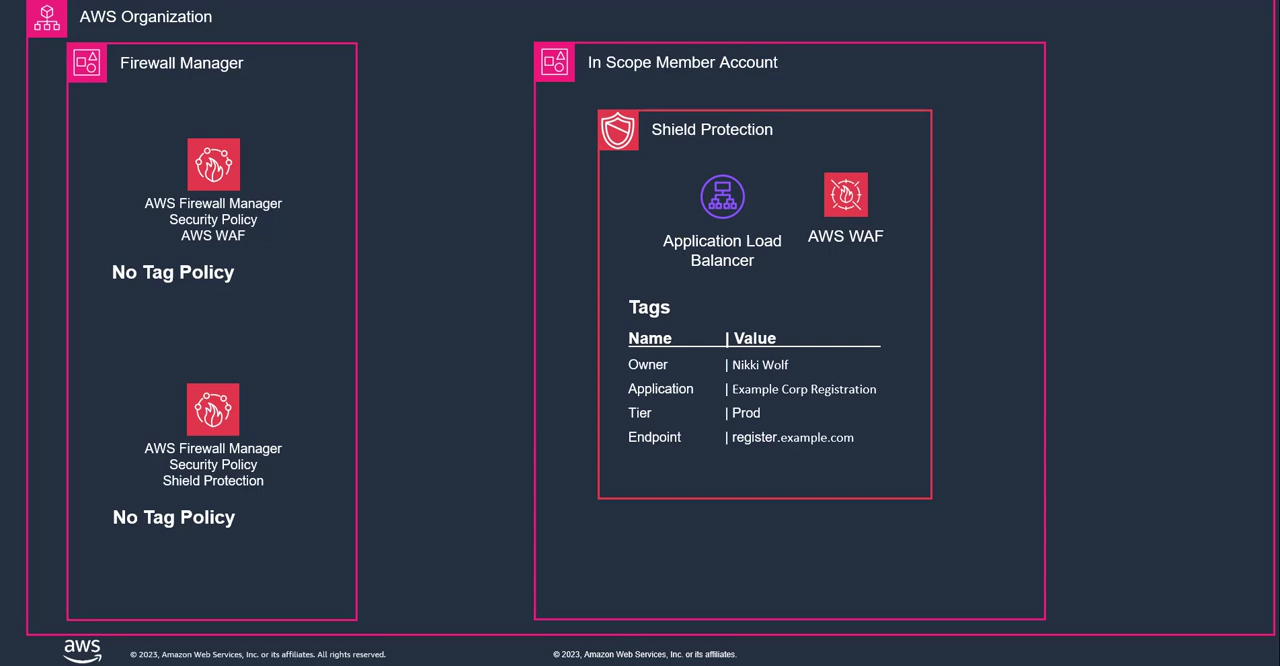 AWS Organization
Firewall Manager
AWS Firewall Manager
Security Policy
AWS WAF
No Tag Policy
AWS Firewall Manager
Security Policy
Shield Protection
No Tag Policy
In Scope Member Account
Shield Protection
Application Load
Balancer
AWS WAF
Tags
Name | Value
Owner | Nikki Wolf
Application | Example Corp Registration
Tier | Prod
Endpoint | register.example.com
aws
© 2023, Amazon Web Services, Inc. or its affiliates. All rights reserved.
© 2023, Amazon Web Services, Inc. or its affiliates.